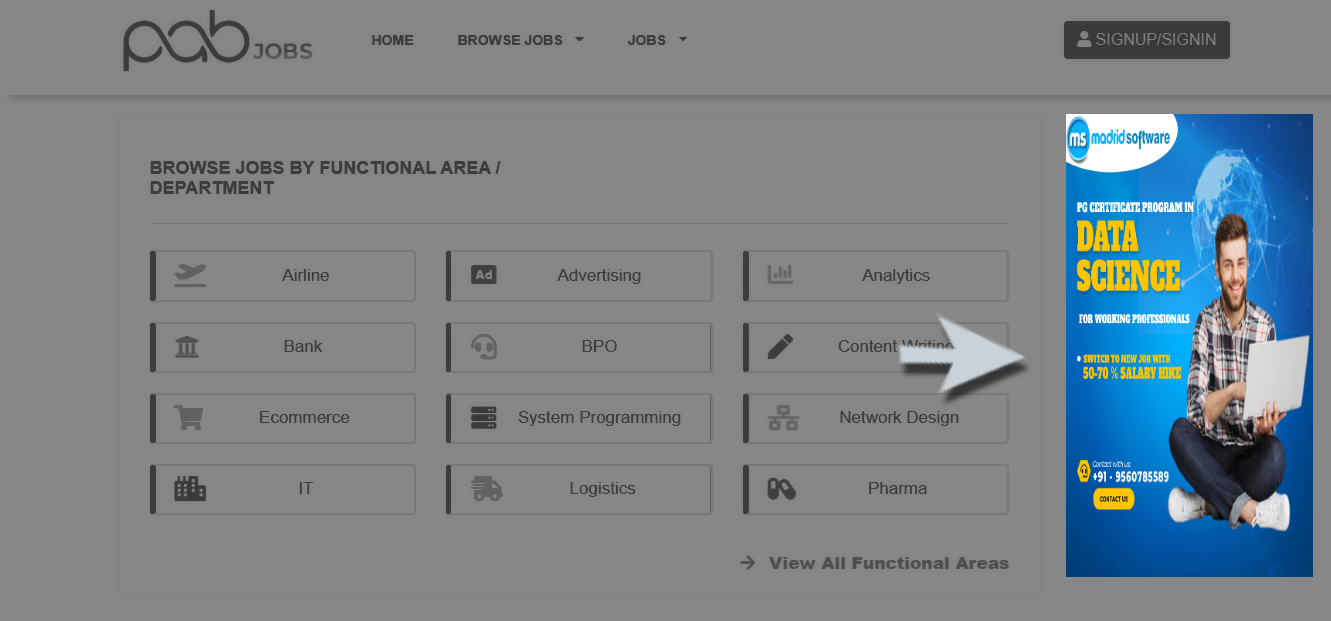 pab JOBS
HOME
BROWSE JOBS
JOBS
SIGNUP/SIGNIN
BROWSE JOBS BY FUNCTIONAL AREA /
DEPARTMENT
Airline
Ad
Advertising
Analytics
Bank
BPO
Content Writing
Ecommerce
System Programming
Network Design
IT
Logistics
Pharma
View All Functional Areas
ms madrid software
PG CERTIFICATE PROGRAM IN
DATA
SCIENCE
FOR WORKING PROFESSIONALS
SWITCH TO NEW JOB WITH
50-70 % SALARY HIKE
Contact with us:
+91 - 9560785589
CONTACT US